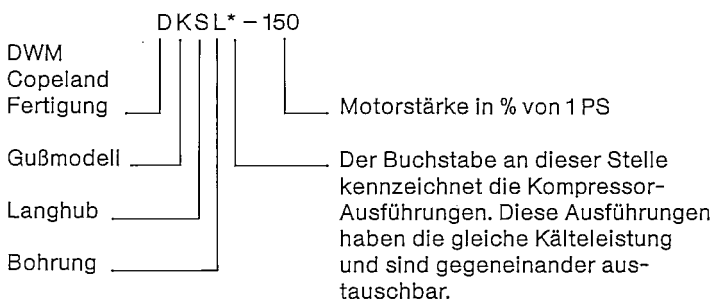 DKSL* – 150
DWM
Copeland
Fertigung
Motorstärke in % von 1 PS
Gußmodell
Der Buchstabe an dieser Stelle
kennzeichnet die Kompressor-
Ausführungen. Diese Ausführungen
haben die gleiche Kälteleistung
und sind gegeneinander aus-
tauschbar.
Langhub
Bohrung